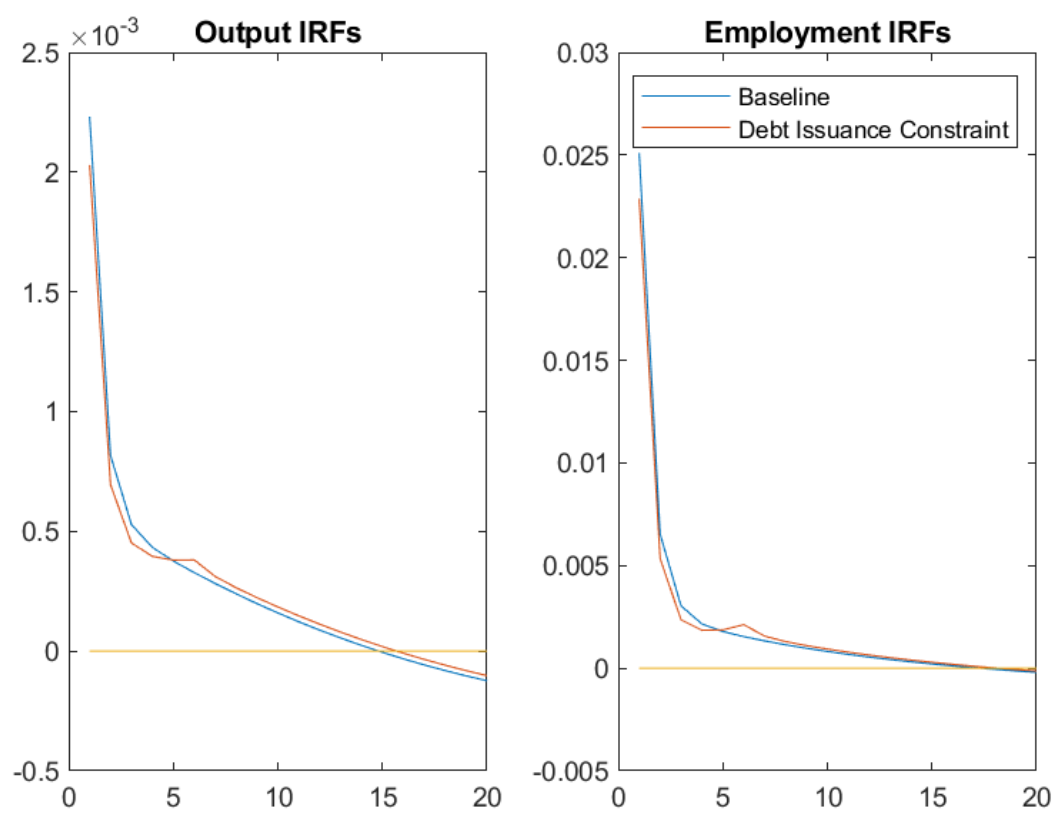 Output IRFs
×10⁻³
2.5
2
1.5
1
0.5
0
-0.5
0 5 10 15 20
Employment IRFs
0.03
0.025
0.02
0.015
0.01
0.005
0
-0.005
0 5 10 15 20
Baseline
Debt Issuance Constraint